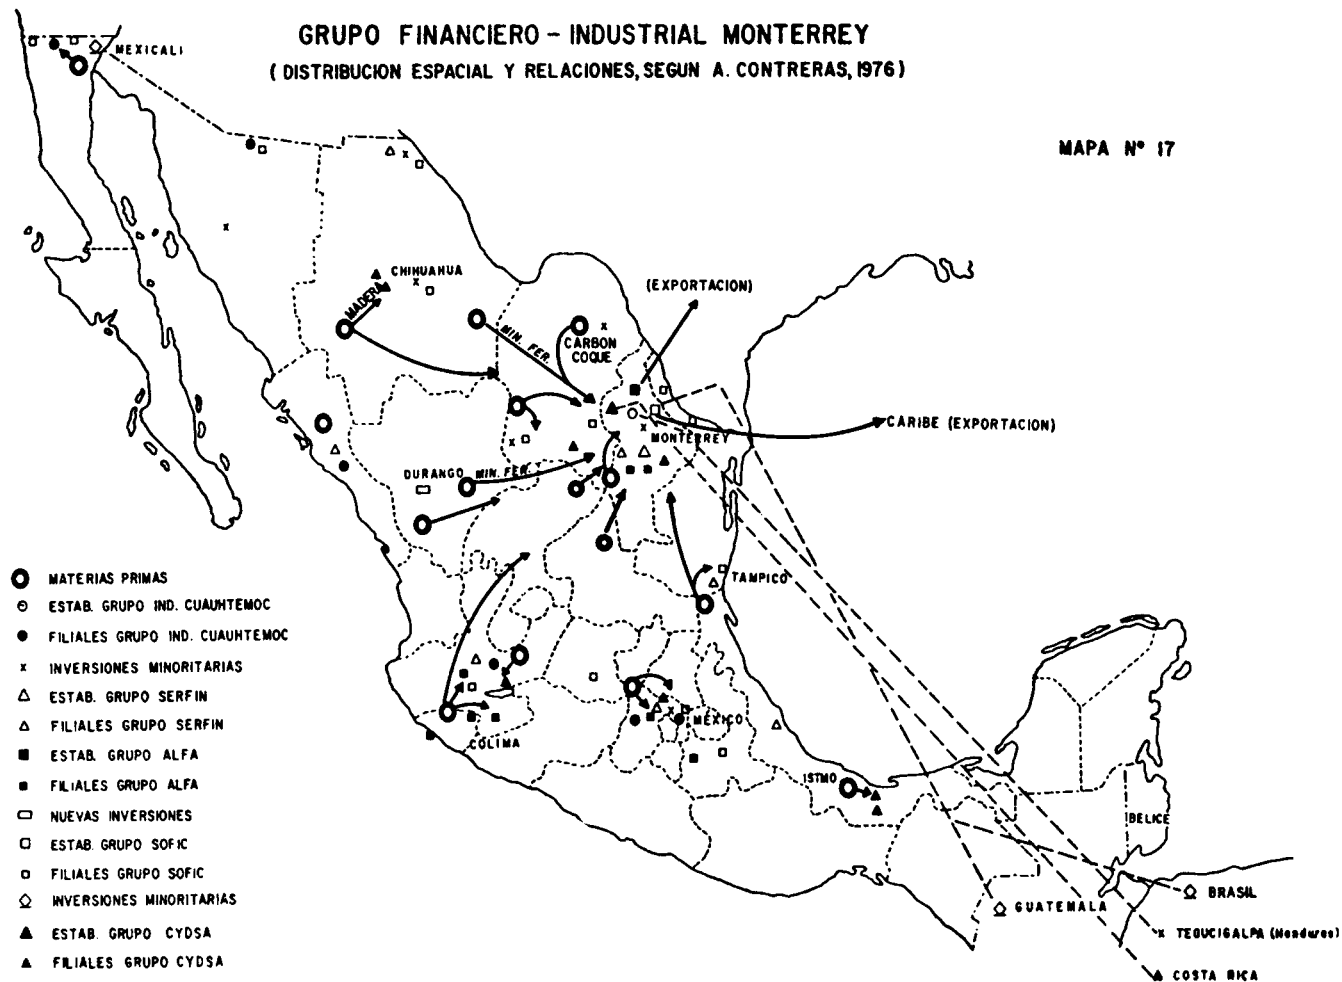 GRUPO FINANCIERO - INDUSTRIAL MONTERREY
(DISTRIBUCION ESPACIAL Y RELACIONES, SEGUN A. CONTRERAS, 1976)
MAPA Nº 17
MEXICALI
CHIHUAHUA
MADERA
(EXPORTACION)
MIN. FER.
CARBON
COQUE
CARIBE (EXPORTACION)
MONTERREY
DURANGO
MIN. FER.
TAMPICO
MEXICO
COLIMA
ISTMO
BELICE
BRASIL
GUATEMALA
TEGUCIGALPA (Honduras)
COSTA RICA
MATERIAS PRIMAS
ESTAB. GRUPO IND. CUAUHTEMOC
FILIALES GRUPO IND. CUAUHTEMOC
x INVERSIONES MINORITARIAS
ESTAB. GRUPO SERFIN
FILIALES GRUPO SERFIN
ESTAB. GRUPO ALFA
FILIALES GRUPO ALFA
NUEVAS INVERSIONES
ESTAB. GRUPO SOFIC
FILIALES GRUPO SOFIC
INVERSIONES MINORITARIAS
ESTAB. GRUPO CYDSA
FILIALES GRUPO CYDSA